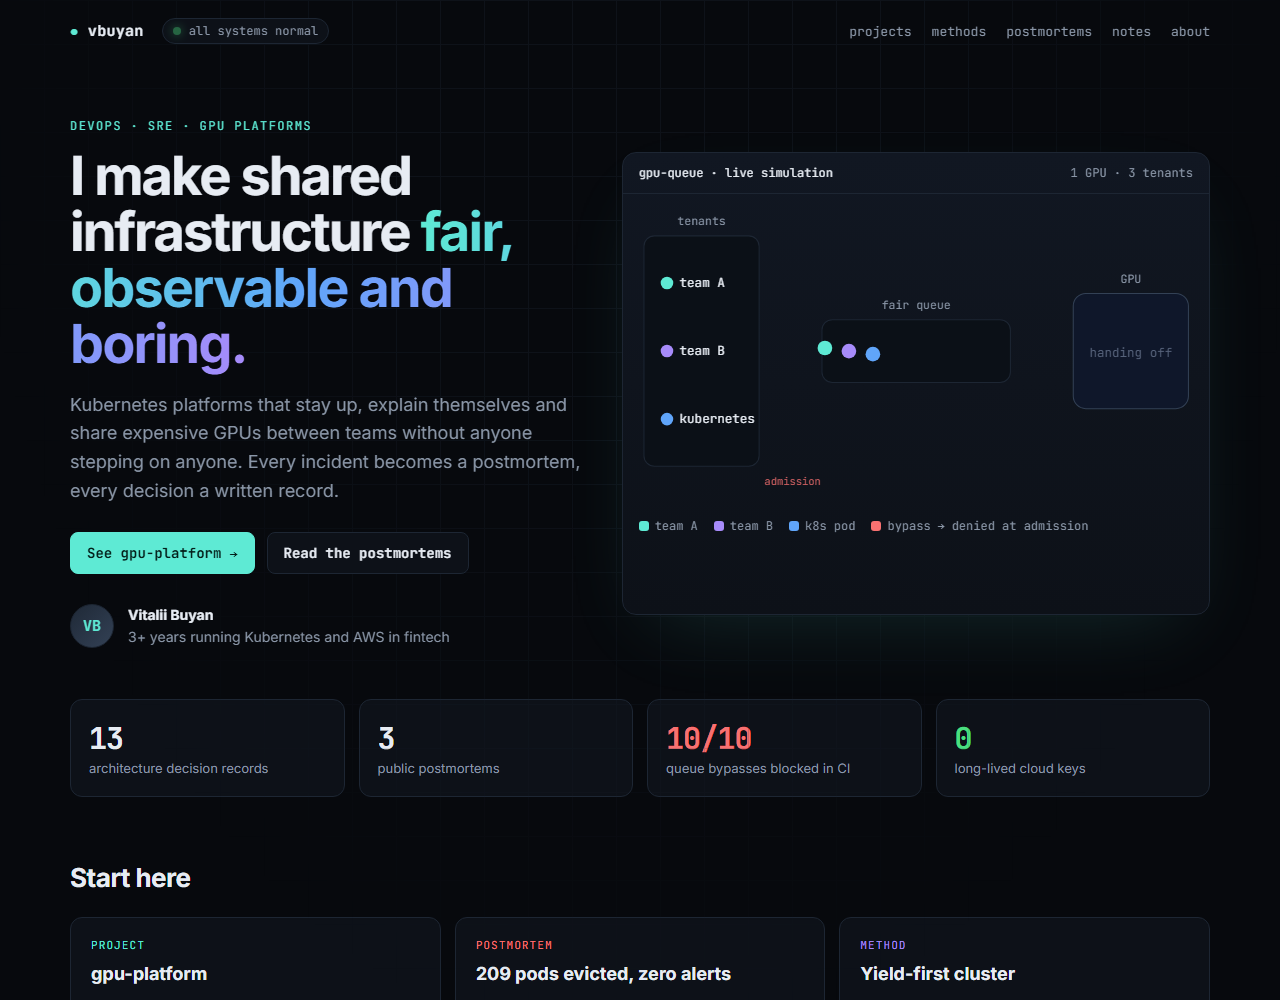 vbuyan
all systems normal
projects methods postmortems notes about
DEVOPS · SRE · GPU PLATFORMS
I make shared
infrastructure fair,
observable and
boring.
Kubernetes platforms that stay up, explain themselves and
share expensive GPUs between teams without anyone
stepping on anyone. Every incident becomes a postmortem,
every decision a written record.
See gpu-platform →
Read the postmortems
VB
Vitalii Buyan
3+ years running Kubernetes and AWS in fintech
gpu-queue · live simulation
1 GPU · 3 tenants
tenants
team A
team B
kubernetes
fair queue
GPU
handing off
admission
team A
team B
k8s pod
bypass → denied at admission
13
architecture decision records
3
public postmortems
10/10
queue bypasses blocked in CI
0
long-lived cloud keys
Start here
PROJECT
gpu-platform
POSTMORTEM
209 pods evicted, zero alerts
METHOD
Yield-first cluster